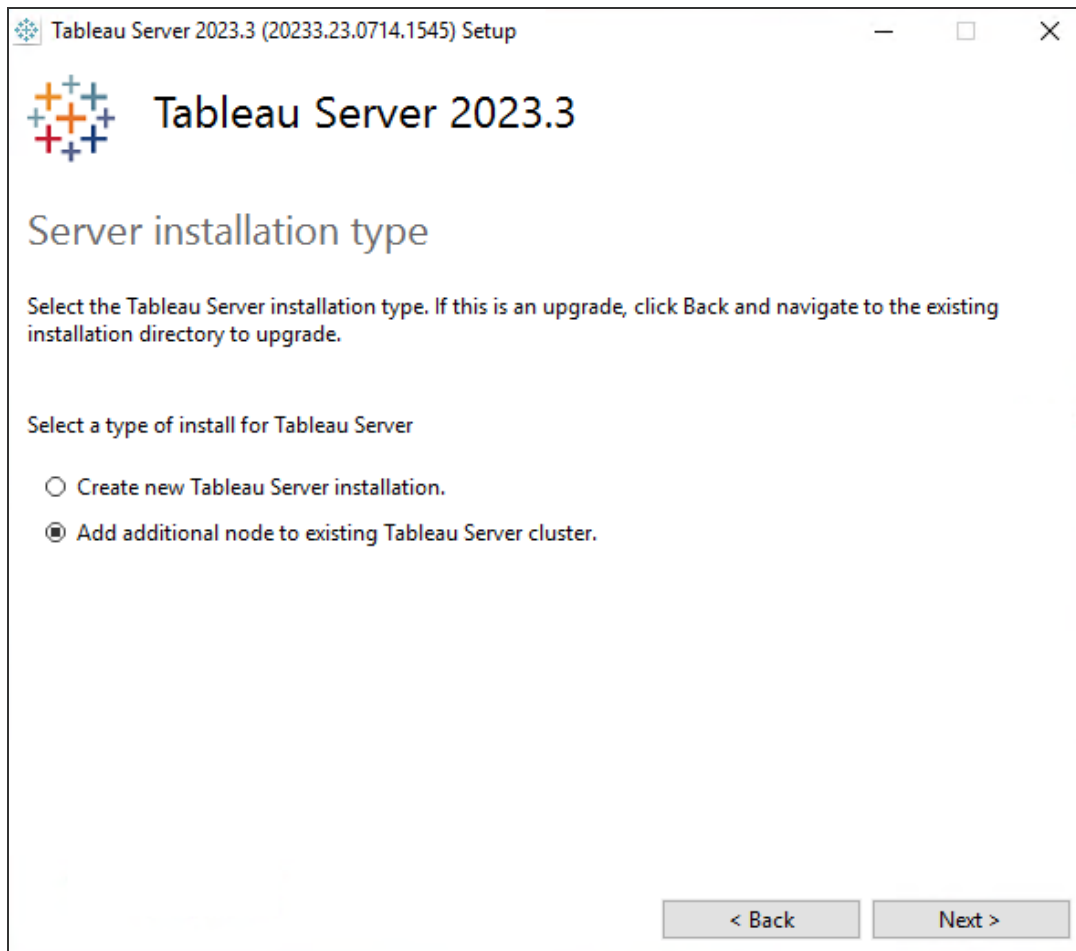 Tableau Server 2023.3 (20233.23.0714.1545) Setup
Tableau Server 2023.3
Server installation type
Select the Tableau Server installation type. If this is an upgrade, click Back and navigate to the existing
installation directory to upgrade.
Select a type of install for Tableau Server
Create new Tableau Server installation.
Add additional node to existing Tableau Server cluster.
< Back
Next >